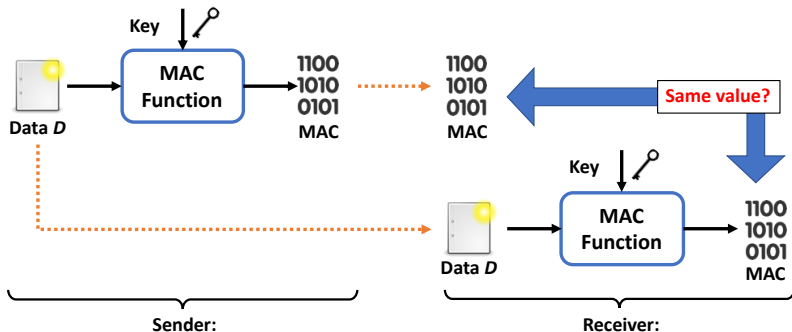 Key
MAC
Function
Data D
1100
1010
0101
MAC
1100
1010
0101
MAC
Same value?
Key
MAC
Function
Data D
1100
1010
0101
MAC
Sender:
Receiver: